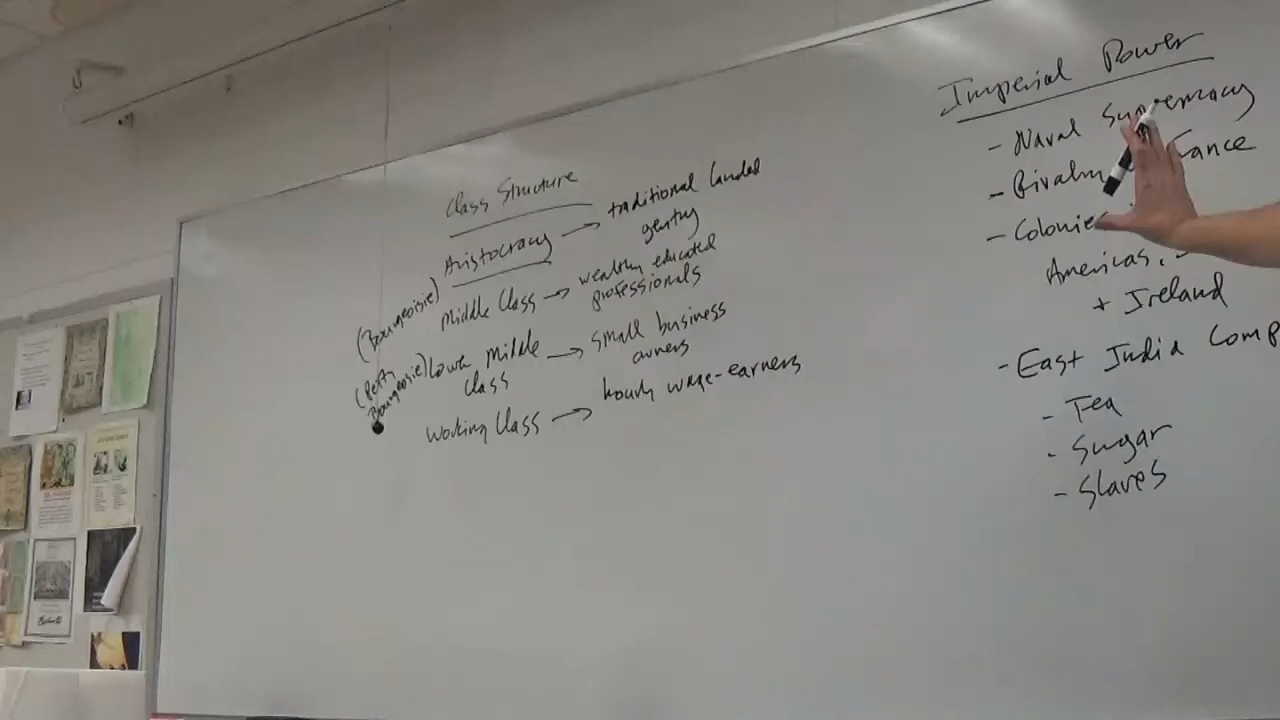 Class Structure
Aristocracy → traditional landed
gentry
(Bourgeoisie) Middle Class → wealthy educated
professionals
(Petty Bourgeoisie) Lower Middle
Class → small business
owners
Working Class → hourly wage-earners
Imperial Power
- Naval Supremacy
- Rivalry
- Colonies
Americas,
+ Ireland
- East India Comp
- Tea
- Sugar
- Slaves